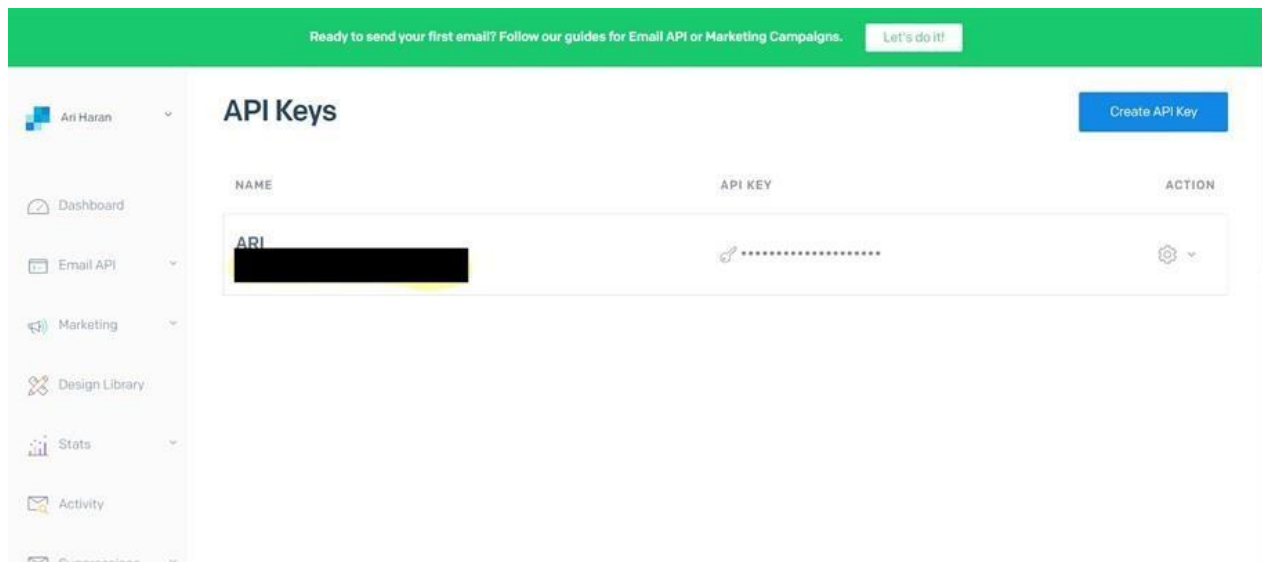 Ready to send your first email? Follow our guides for Email API or Marketing Campaigns.
Let's do it!
Ari Haran
API Keys
Create API Key
NAME
API KEY
ACTION
ARI
••••••••••••••••••••
Dashboard
Email API
Marketing
Design Library
Stats
Activity